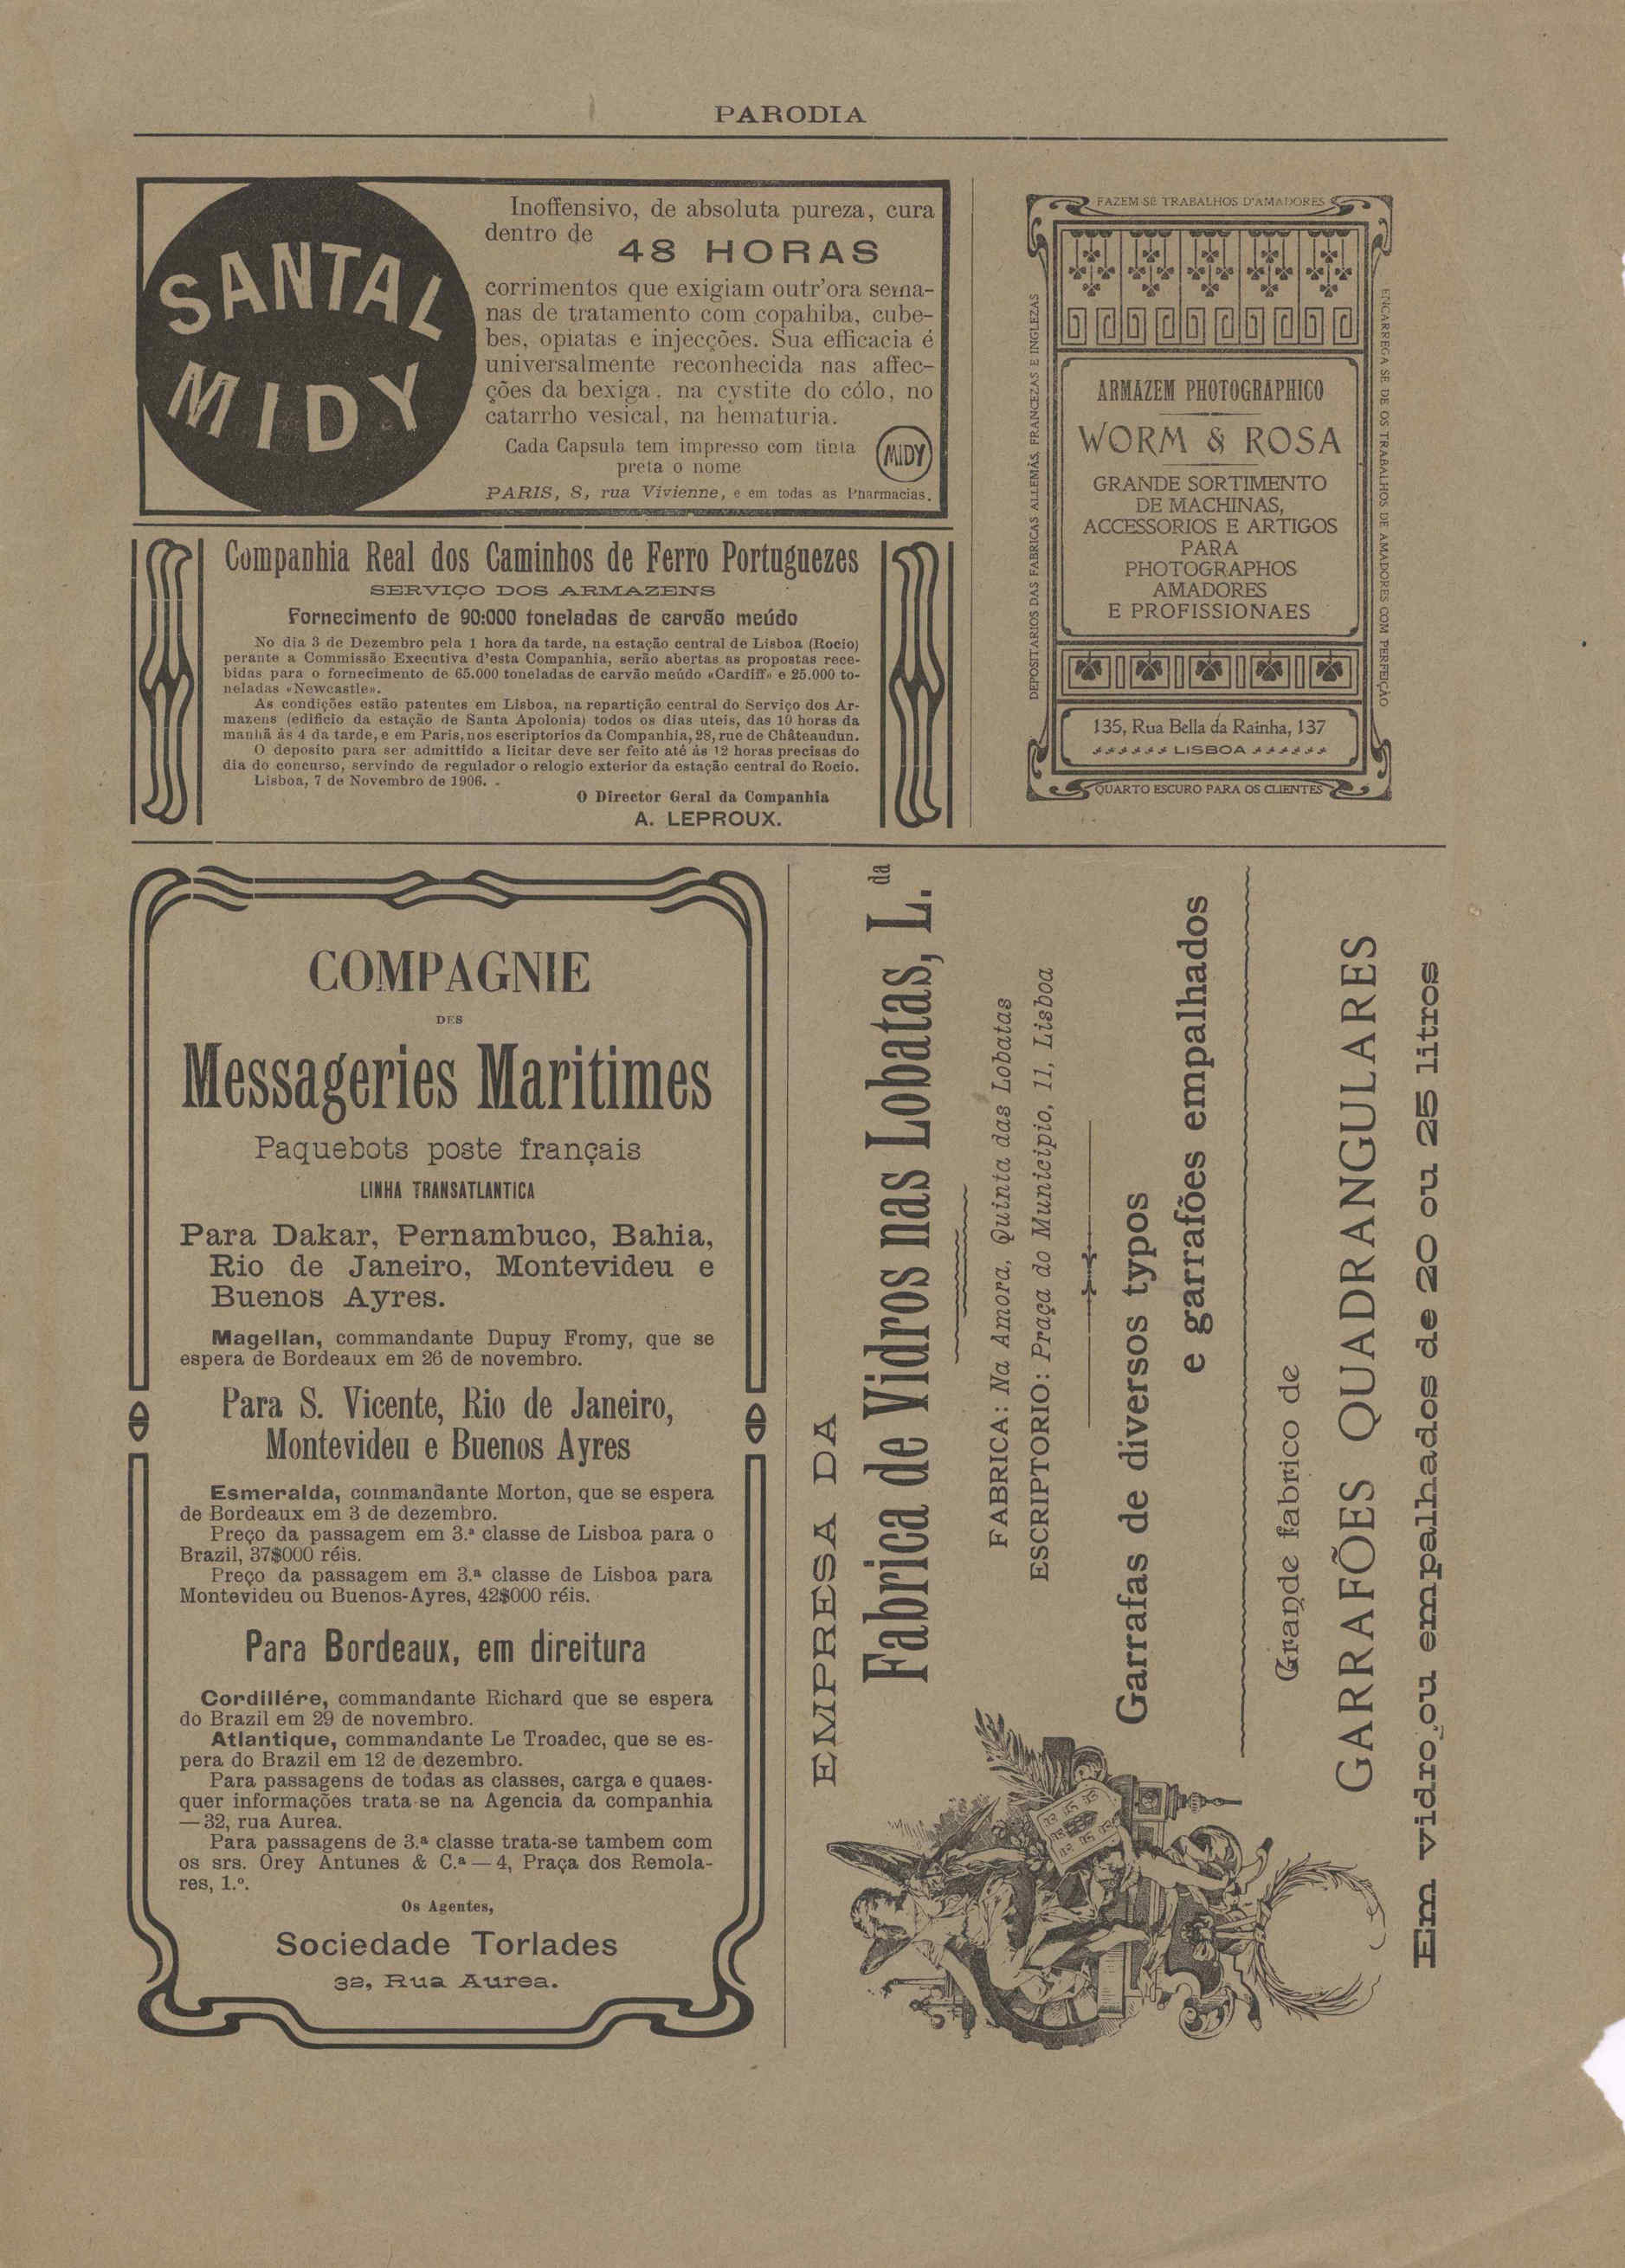 PARODIA
SANTAL
MIDY
Inoffensivo, de absoluta pureza, cura
dentro de
48 HORAS
corrimentos que exigiam outr'ora sema-
nas de tratamento com copahiba, cube-
bes, opiatas e injecções. Sua efficacia é
universalmente reconhecida nas affec-
ções da bexiga, na cystite do cólo, no
catarrho vesical, na hematuria.
Cada Capsula tem impresso com tinta
preta o nome
MIDY
PARIS, 8, rua Vivienne, e em todas as Pharmacias.
Companhia Real dos Caminhos de Ferro Portuguezes
SERVIÇO DOS ARMAZENS
Fornecimento de 90:000 toneladas de carvão meúdo
No dia 3 de Dezembro pela 1 hora da tarde, na estação central de Lisboa (Rocio)
perante a Commissão Executiva d'esta Companhia, serão abertas as propostas rece-
bidas para o fornecimento de 65.000 toneladas de carvão meúdo «Cardiff» e 25.000 to-
neladas «Newcastle».
As condições estão patentes em Lisboa, na repartição central do Serviço dos Ar-
mazens (edificio da estação de Santa Apolonia) todos os dias uteis, das 10 horas da
manhã ás 4 da tarde, e em Paris, nos escriptorios da Companhia, 28, rue de Châteaudun.
O deposito para ser admittido a licitar deve ser feito até ás 12 horas precisas do
dia do concurso, servindo de regulador o relogio exterior da estação central do Rocio.
Lisboa, 7 de Novembro de 1906.
O Director Geral da Companhia
A. LEPROUX.
FAZEM-SE TRABALHOS D'AMADORES
DEPOSITARIOS DAS FABRICAS ALLEMÃS, FRANCEZAS E INGLEZAS
ENCARREGA-SE DE OS TRABALHOS DE AMADORES COM PERFEIÇÃO
ARMAZEM PHOTOGRAPHICO
WORM & ROSA
GRANDE SORTIMENTO
DE MACHINAS,
ACCESSORIOS E ARTIGOS
PARA
PHOTOGRAPHOS
AMADORES
E PROFISSIONAES
135, Rua Bella da Rainha, 137
LISBOA
QUARTO ESCURO PARA OS CLIENTES
COMPAGNIE
DES
Messageries Maritimes
Paquebots poste français
LINHA TRANSATLANTICA
Para Dakar, Pernambuco, Bahia,
Rio de Janeiro, Montevideu e
Buenos Ayres.
Magellan, commandante Dupuy Fromy, que se
espera de Bordeaux em 26 de novembro.
Para S. Vicente, Rio de Janeiro,
Montevideu e Buenos Ayres
Esmeralda, commandante Morton, que se espera
de Bordeaux em 3 de dezembro.
Preço da passagem em 3.ª classe de Lisboa para o
Brazil, 37$000 réis.
Preço da passagem em 3.ª classe de Lisboa para
Montevideu ou Buenos-Ayres, 42$000 réis.
Para Bordeaux, em direitura
Cordillére, commandante Richard que se espera
do Brazil em 29 de novembro.
Atlantique, commandante Le Troadec, que se es-
pera do Brazil em 12 de dezembro.
Para passagens de todas as classes, carga e quaes-
quer informações trata-se na Agencia da companhia
—32, rua Aurea.
Para passagens de 3.ª classe trata-se tambem com
os srs. Orey Antunes & C.ª — 4, Praça dos Remola-
res, 1.º.
Os Agentes,
Sociedade Torlades
32, Rua Aurea.
EMPRESA DA
Fabrica de Vidros nas Lobatas, L.da
FABRICA: Na Amora, Quinta das Lobatas
ESCRIPTORIO: Praça do Municipio, 11, Lisboa
Garrafas de diversos typos
e garrafões empalhados
Grande fabrico de
GARRAFÕES QUADRANGULARES
Em vidro ou empalhados de 20 ou 25 litros